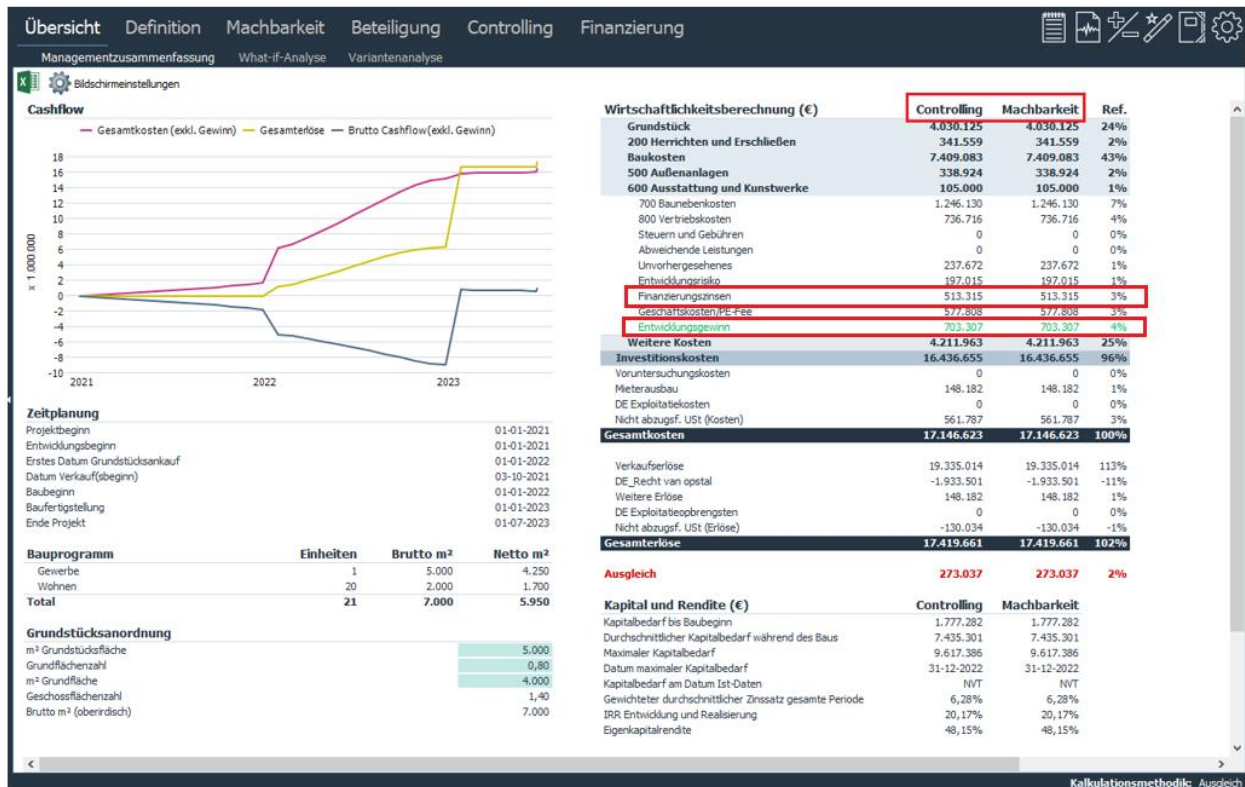 Übersicht Definition Machbarkeit Beteiligung Controlling Finanzierung
Managementzusammenfassung What-if-Analyse Variantenanalyse
Bildschirmeinstellungen
Cashflow
Gesamtkosten (exkl. Gewinn) Gesamterlöse Brutto Cashflow(exkl. Gewinn)
x 1.000.000
18
16
14
12
10
8
6
4
2
0
-2
-4
-6
-8
-10
2021 2022 2023
Zeitplanung
Projektbeginn 01-01-2021
Entwicklungsbeginn 01-01-2021
Erstes Datum Grundstücksankauf 01-01-2022
Datum Verkauf(sbeginn) 03-10-2021
Baubeginn 01-01-2022
Baufertigstellung 01-01-2023
Ende Projekt 01-07-2023
Bauprogramm Einheiten Brutto m² Netto m²
Gewerbe 1 5.000 4.250
Wohnen 20 2.000 1.700
Total 21 7.000 5.950
Grundstücksanordnung
m² Grundstücksfläche 5.000
Grundflächenzahl 0,80
m² Grundfläche 4.000
Geschossflächenzahl 1,40
Brutto m² (oberirdisch) 7.000
Wirtschaftlichkeitsberechnung (€) Controlling Machbarkeit Ref.
Grundstück 4.030.125 4.030.125 24%
200 Herrichten und Erschließen 341.559 341.559 2%
Baukosten 7.409.083 7.409.083 43%
500 Außenanlagen 338.924 338.924 2%
600 Ausstattung und Kunstwerke 105.000 105.000 1%
700 Baunebenkosten 1.246.130 1.246.130 7%
800 Vertriebskosten 736.716 736.716 4%
Steuern und Gebühren 0 0 0%
Abweichende Leistungen 0 0 0%
Unvorhergesehenes 237.672 237.672 1%
Entwicklungsrisiko 197.015 197.015 1%
Finanzierungszinsen 513.315 513.315 3%
Geschäftskosten/PE-Fee 577.808 577.808 3%
Entwicklungsgewinn 703.307 703.307 4%
Weitere Kosten 4.211.963 4.211.963 25%
Investitionskosten 16.436.655 16.436.655 96%
Voruntersuchungskosten 0 0 0%
Mieterausbau 148.182 148.182 1%
DE Exploitatiekosten 0 0 0%
Nicht abzugsf. USt (Kosten) 561.787 561.787 3%
Gesamtkosten 17.146.623 17.146.623 100%
Verkaufserlöse 19.335.014 19.335.014 113%
DE_Recht van opstal -1.933.501 -1.933.501 -11%
Weitere Erlöse 148.182 148.182 1%
DE Exploitatieopbrengsten 0 0 0%
Nicht abzugsf. USt (Erlöse) -130.034 -130.034 -1%
Gesamterlöse 17.419.661 17.419.661 102%
Ausgleich 273.037 273.037 2%
Kapital und Rendite (€) Controlling Machbarkeit
Kapitalbedarf bis Baubeginn 1.777.282 1.777.282
Durchschnittlicher Kapitalbedarf während des Baus 7.435.301 7.435.301
Maximaler Kapitalbedarf 9.617.386 9.617.386
Datum maximaler Kapitalbedarf 31-12-2022 31-12-2022
Kapitalbedarf am Datum Ist-Daten NVT NVT
Gewichteter durchschnittlicher Zinssatz gesamte Periode 6,28% 6,28%
IRR Entwicklung und Realisierung 20,17% 20,17%
Eigenkapitalrendite 48,15% 48,15%
Kalkulationsmethodik: Ausgleich